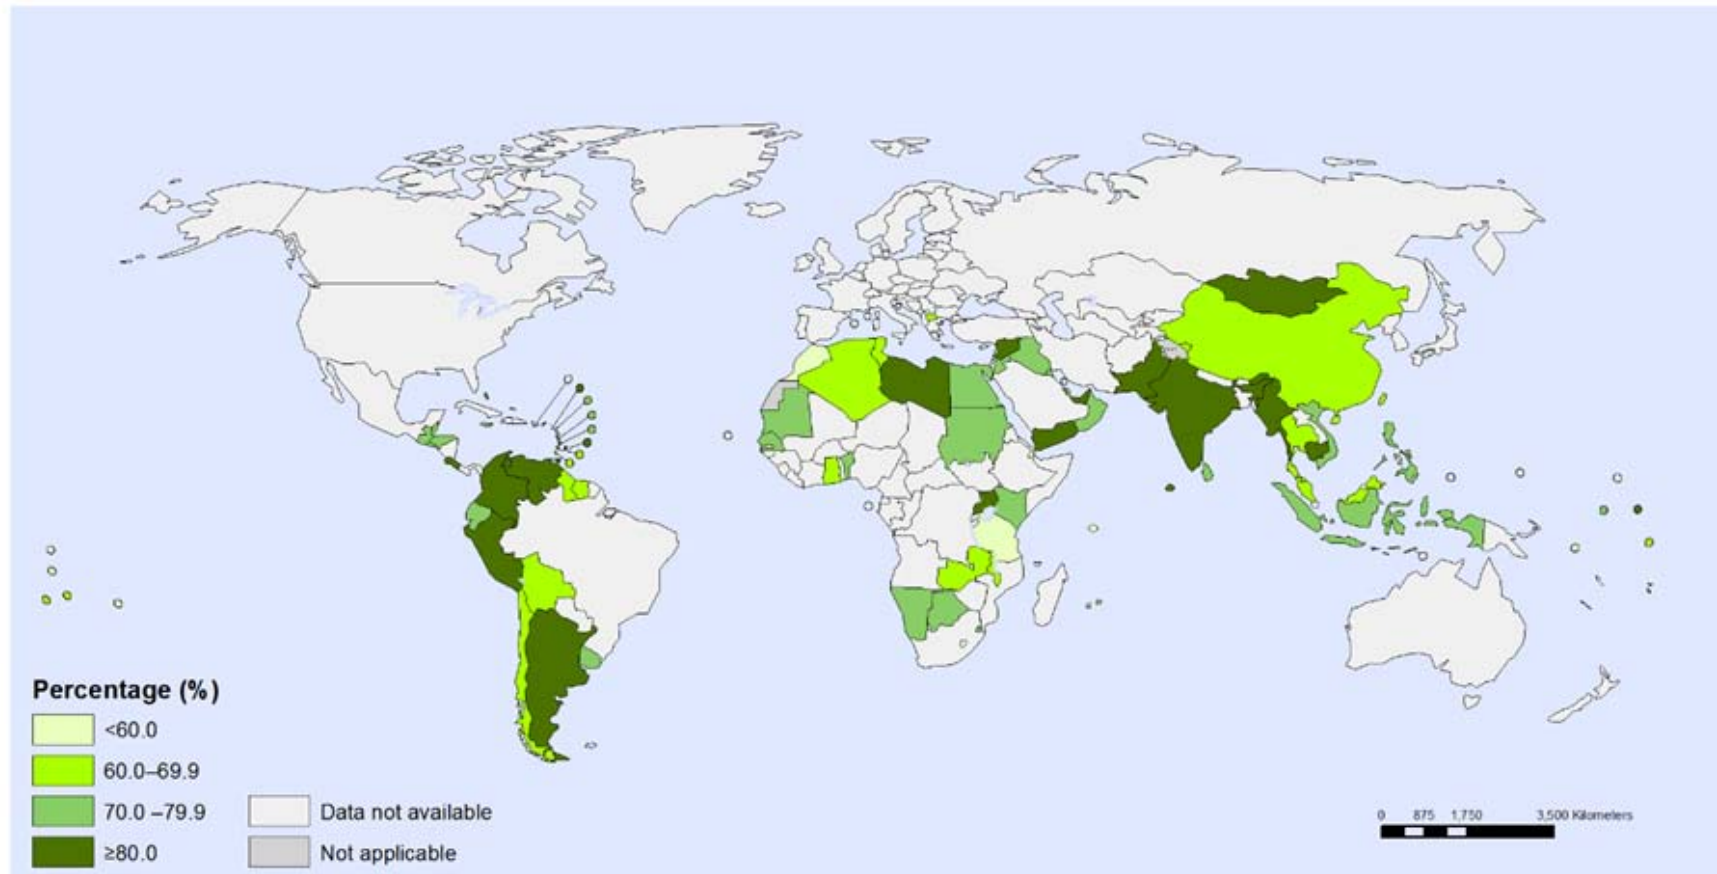 Percentage (%)
<60.0
60.0–69.9
70.0 –79.9
≥80.0
Data not available
Not applicable
0 875 1,750 3,500 Kilometers